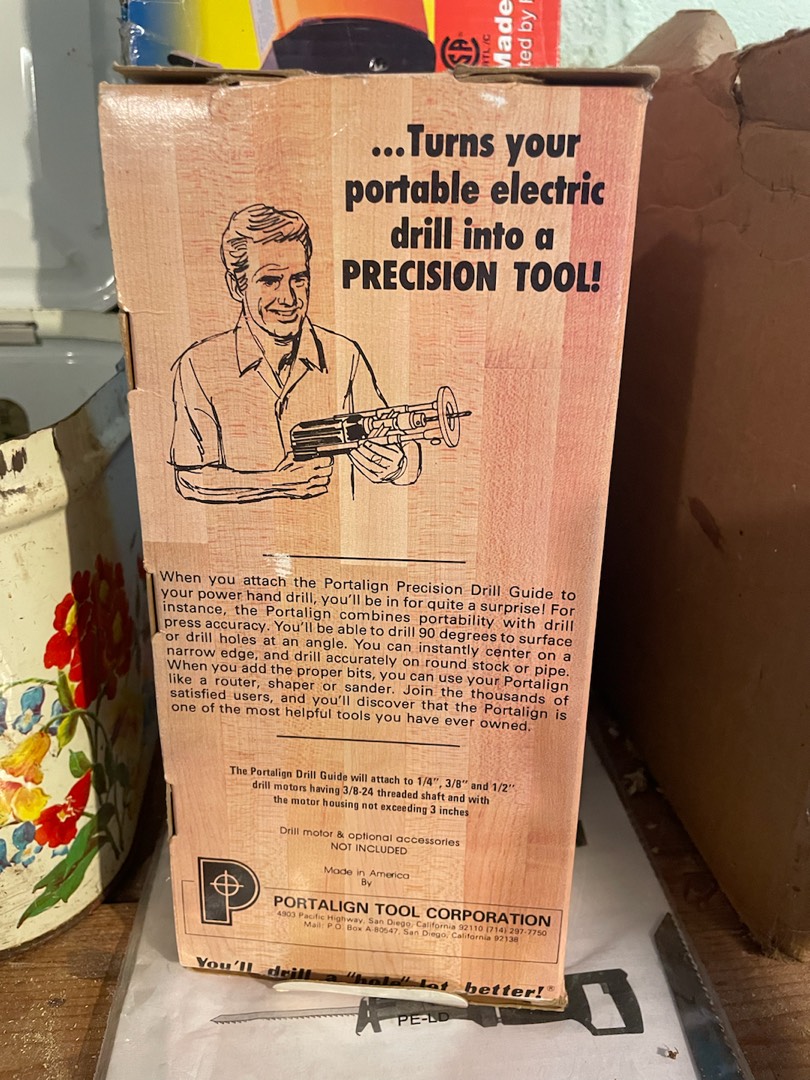 Made
ted by
...Turns your
portable electric
drill into a
PRECISION TOOL!
When you attach the Portalign Precision Drill Guide to
your power hand drill, you'll be in for quite a surprise! For
instance, the Portalign combines portability with drill
press accuracy. You'll be able to drill 90 degrees to surface
or drill holes at an angle. You can instantly center on a
narrow edge, and drill accurately on round stock or pipe.
When you add the proper bits, you can use your Portalign
like a router, shaper or sander. Join the thousands of
satisfied users, and you'll discover that the Portalign is
one of the most helpful tools you have ever owned.
The Portalign Drill Guide will attach to 1/4", 3/8" and 1/2"
drill motors having 3/8-24 threaded shaft and with
the motor housing not exceeding 3 inches
Drill motor & optional accessories
NOT INCLUDED
Made in America
By
P
PORTALIGN TOOL CORPORATION
4903 Pacific Highway, San Diego, California 92110 (714) 297-7750
Mail: P.O. Box A-80547, San Diego, California 92138
You'll drill a "hole" lot better!®
PE-LD